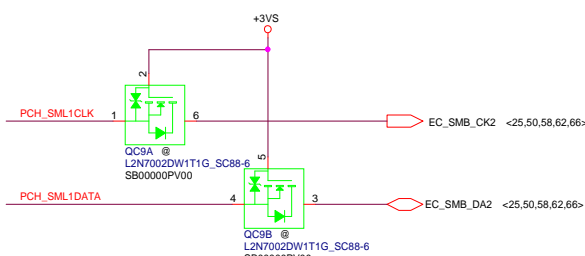 +3VS
2
PCH_SML1CLK
1
6
EC_SMB_CK2 <25,50,58,62,66>
QC9A @
L2N7002DW1T1G_SC88-6
SB00000PV00
5
PCH_SML1DATA
4
3
EC_SMB_DA2 <25,50,58,62,66>
QC9B @
L2N7002DW1T1G_SC88-6
SB00000PV00